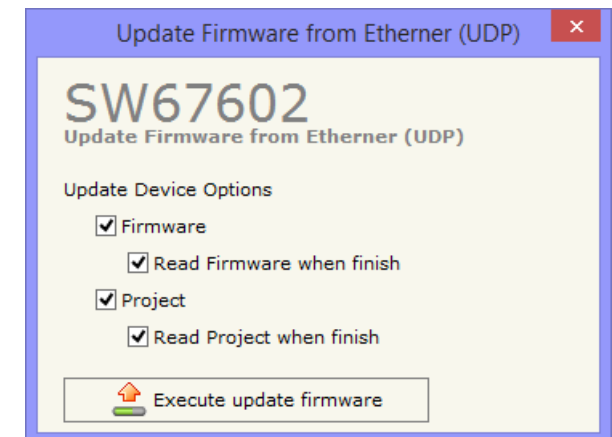 Update Firmware from Etherner (UDP)
SW67602
Update Firmware from Etherner (UDP)
Update Device Options
Firmware
Read Firmware when finish
Project
Read Project when finish
Execute update firmware